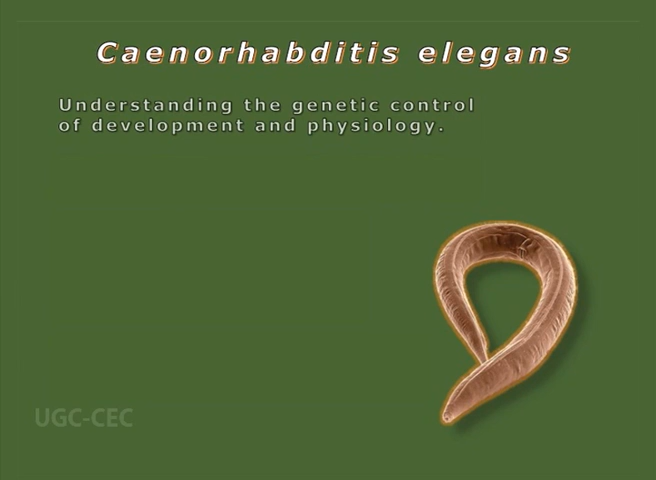 Caenorhabditis elegans
Understanding the genetic control
of development and physiology.
UGC-CEC